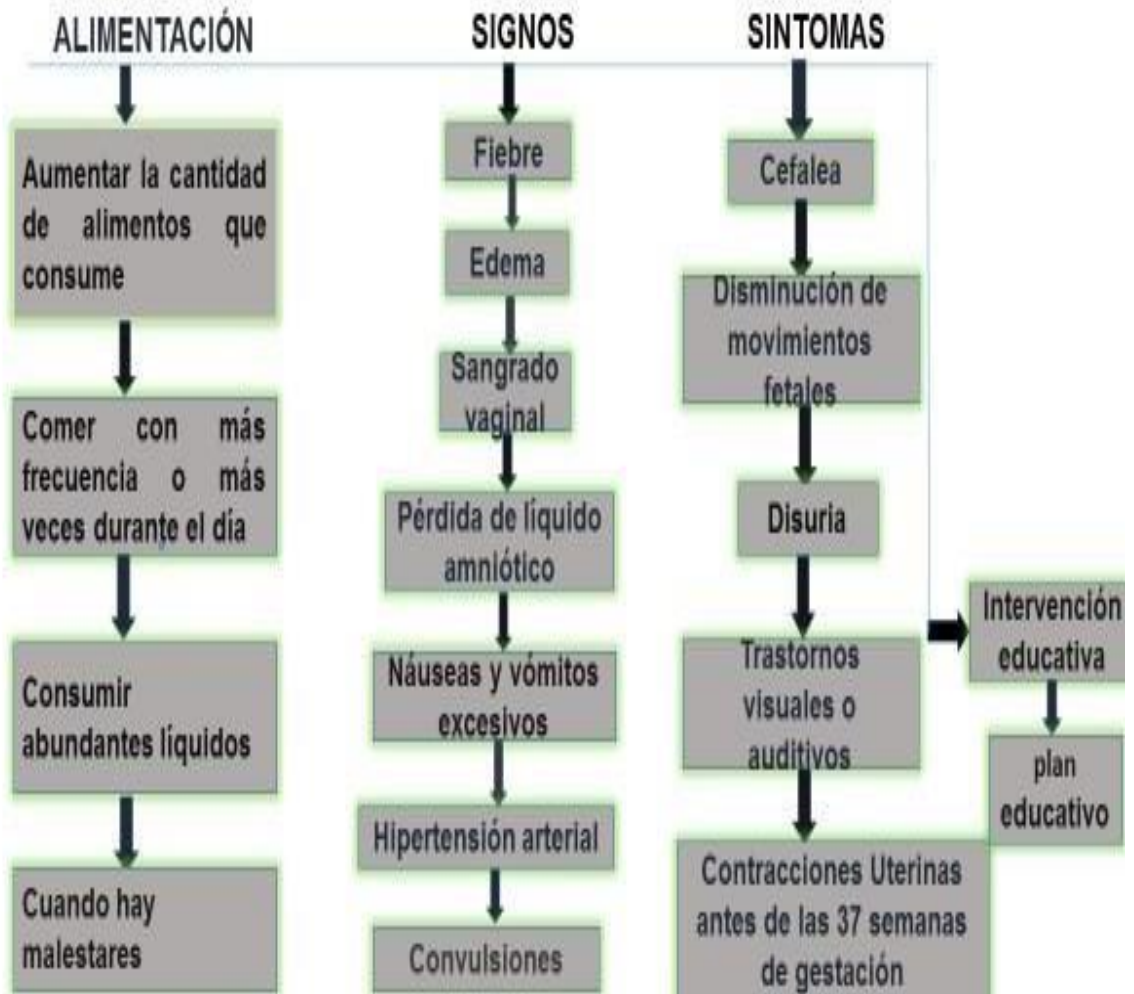 ALIMENTACIÓN
Aumentar la cantidad
de alimentos que
consume
Comer con más
frecuencia o más
veces durante el día
Consumir
abundantes líquidos
Cuando hay
malestares
SIGNOS
Fiebre
Edema
Sangrado
vaginal
Pérdida de líquido
amniótico
Náuseas y vómitos
excesivos
Hipertensión arterial
Convulsiones
SINTOMAS
Cefalea
Disminución de
movimientos
fetales
Disuria
Trastornos
visuales o
auditivos
Contracciones Uterinas
antes de las 37 semanas
de gestación
Intervención
educativa
plan
educativo